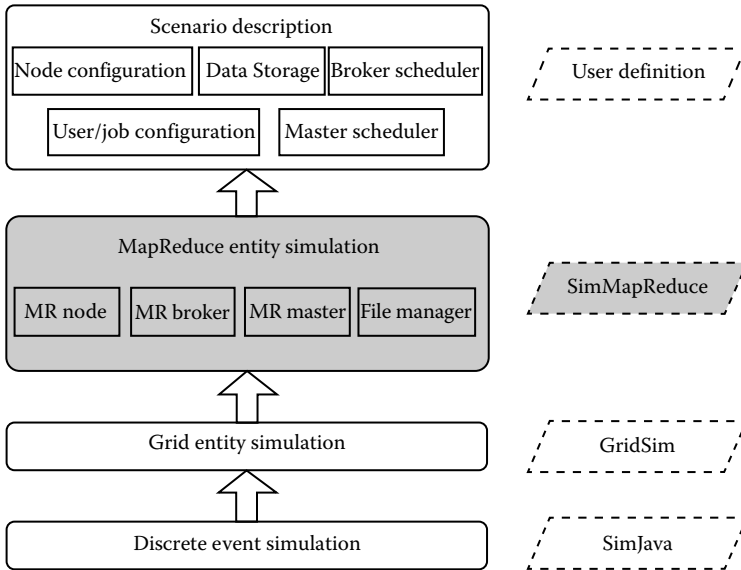 Scenario description
Node configuration
Data Storage
Broker scheduler
User/job configuration
Master scheduler
User definition
MapReduce entity simulation
MR node
MR broker
MR master
File manager
SimMapReduce
Grid entity simulation
GridSim
Discrete event simulation
SimJava